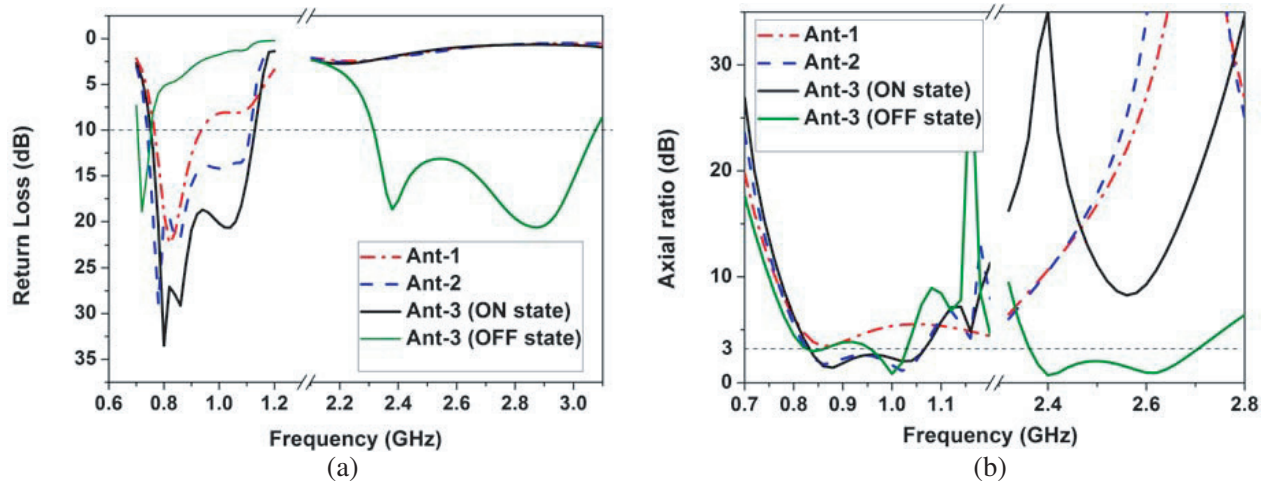 0
2.5
5
10
15
20
25
30
35
Return Loss (dB)
Ant-1
Ant-2
Ant-3 (ON state)
Ant-3 (OFF state)
0.6 0.8 1.0 1.2 2.2 2.4 2.6 2.8 3.0
Frequency (GHz)
(a)
30
20
10
3
0
Axial ratio (dB)
Ant-1
Ant-2
Ant-3 (ON state)
Ant-3 (OFF state)
0.7 0.8 0.9 1.0 1.1 2.4 2.6 2.8
Frequency (GHz)
(b)